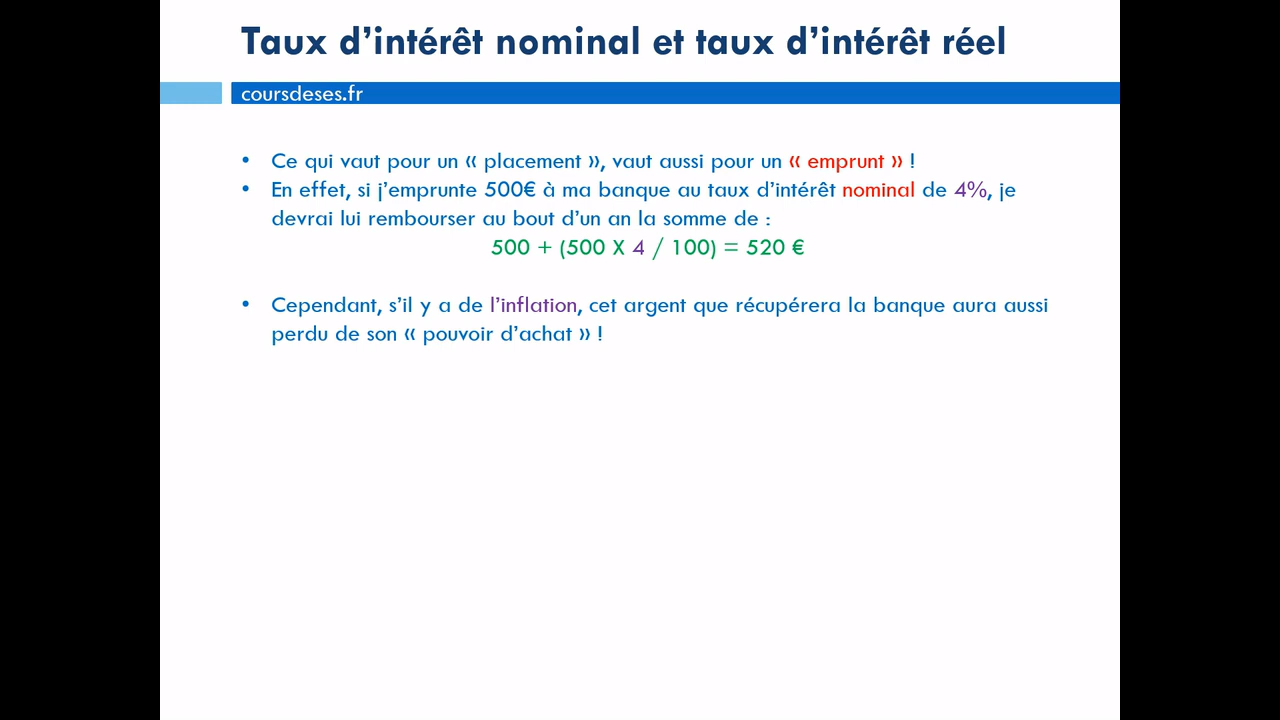 Taux d'intérêt nominal et taux d'intérêt réel
coursdeses.fr
• Ce qui vaut pour un « placement », vaut aussi pour un « emprunt » !
• En effet, si j'emprunte 500€ à ma banque au taux d'intérêt nominal de 4%, je
devrai lui rembourser au bout d'un an la somme de :
500 + (500 X 4 / 100) = 520 €
• Cependant, s'il y a de l'inflation, cet argent que récupérera la banque aura aussi
perdu de son « pouvoir d'achat » !